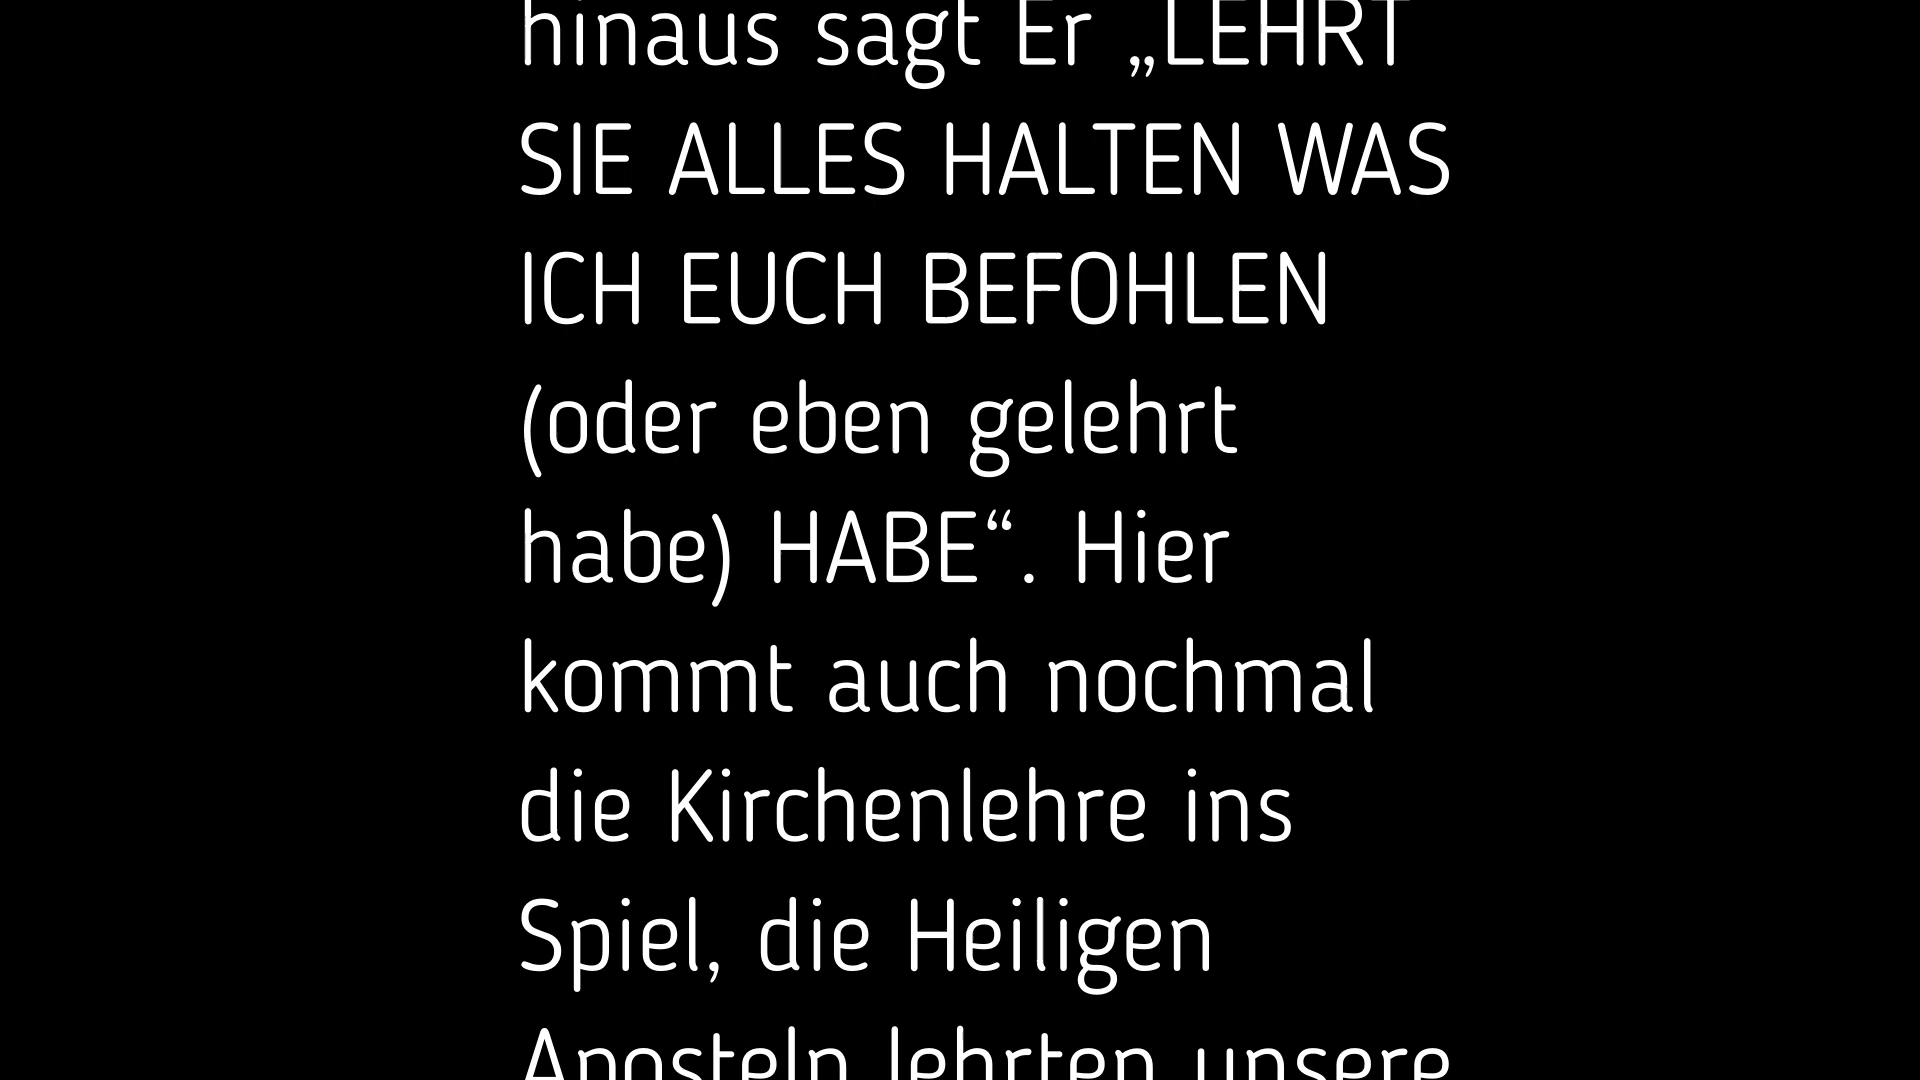 hinaus sagt Er „LEHRT
SIE ALLES HALTEN WAS
ICH EUCH BEFOHLEN
(oder eben gelehrt
habe) HABE“. Hier
kommt auch nochmal
die Kirchenlehre ins
Spiel, die Heiligen
Aposteln lehrten unsere